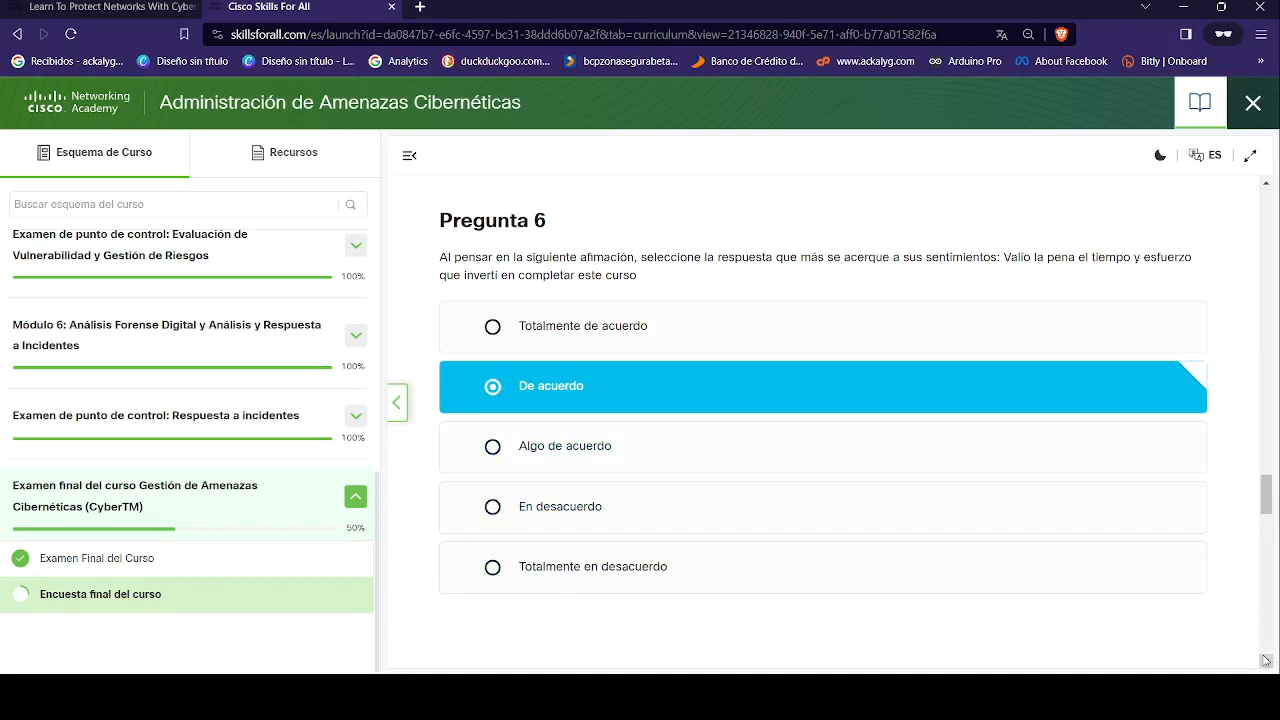 Learn To Protect Networks With Cyber
Cisco Skills For All
skillsforall.com/es/launch?id=da0847b7-e6fc-4597-bc31-38ddd6b07a2f&tab=curriculum&view=21346828-940f-5e71-aff0-b77a01582f6a
Recibidos - ackalyg...
Diseño sin título
Diseño sin título - L...
Analytics
duckduckgoo.com...
bcpzonasegurabeta...
Banco de Crédito d...
www.ackalyg.com
Arduino Pro
About Facebook
Bitly | Onboard
Networking
CISCO Academy
Administración de Amenazas Cibernéticas
Esquema de Curso
Recursos
ES
Buscar esquema del curso
Examen de punto de control: Evaluación de
Vulnerabilidad y Gestión de Riesgos
100%
Módulo 6: Análisis Forense Digital y Análisis y Respuesta
a Incidentes
100%
Examen de punto de control: Respuesta a incidentes
100%
Examen final del curso Gestión de Amenazas
Cibernéticas (CyberTM)
50%
Examen Final del Curso
Encuesta final del curso
Pregunta 6
Al pensar en la siguiente afimación, seleccione la respuesta que más se acerque a sus sentimientos: Valío la pena el tiempo y esfuerzo
que invertí en completar este curso
Totalmente de acuerdo
De acuerdo
Algo de acuerdo
En desacuerdo
Totalmente en desacuerdo